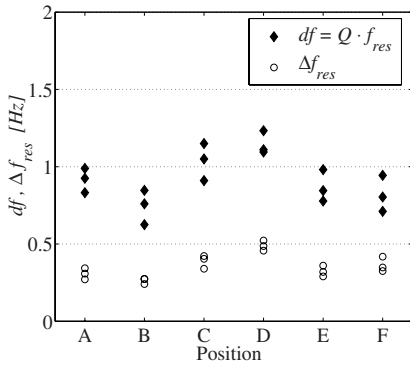 df = Q · f_res
Δf_res
df , Δf_res [Hz]
2
1.5
1
0.5
0
A B C D E F
Position